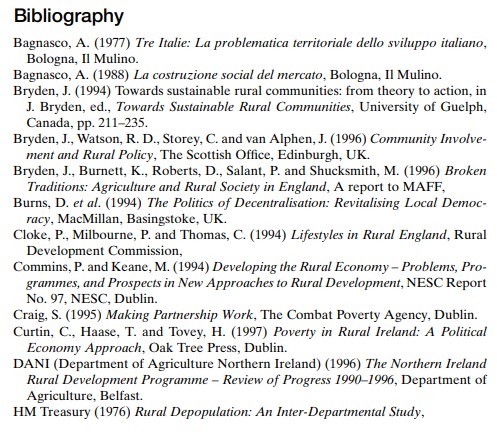 Bibliography
Bagnasco, A. (1977) Tre Italie: La problematica territoriale dello sviluppo italiano,
Bologna, Il Mulino.
Bagnasco, A. (1988) La costruzione social del mercato, Bologna, Il Mulino.
Bryden, J. (1994) Towards sustainable rural communities: from theory to action, in
J. Bryden, ed., Towards Sustainable Rural Communities, University of Guelph,
Canada, pp. 211–235.
Bryden, J., Watson, R. D., Storey, C. and van Alphen, J. (1996) Community Involve-
ment and Rural Policy, The Scottish Office, Edinburgh, UK.
Bryden, J., Burnett, K., Roberts, D., Salant, P. and Shucksmith, M. (1996) Broken
Traditions: Agriculture and Rural Society in England, A report to MAFF,
Burns, D. et al. (1994) The Politics of Decentralisation: Revitalising Local Democ-
racy, MacMillan, Basingstoke, UK.
Cloke, P., Milbourne, P. and Thomas, C. (1994) Lifestyles in Rural England, Rural
Development Commission,
Commins, P. and Keane, M. (1994) Developing the Rural Economy – Problems, Pro-
grammes, and Prospects in New Approaches to Rural Development, NESC Report
No. 97, NESC, Dublin.
Craig, S. (1995) Making Partnership Work, The Combat Poverty Agency, Dublin.
Curtin, C., Haase, T. and Tovey, H. (1997) Poverty in Rural Ireland: A Political
Economy Approach, Oak Tree Press, Dublin.
DANI (Department of Agriculture Northern Ireland) (1996) The Northern Ireland
Rural Development Programme – Review of Progress 1990–1996, Department of
Agriculture, Belfast.
HM Treasury (1976) Rural Depopulation: An Inter-Departmental Study,